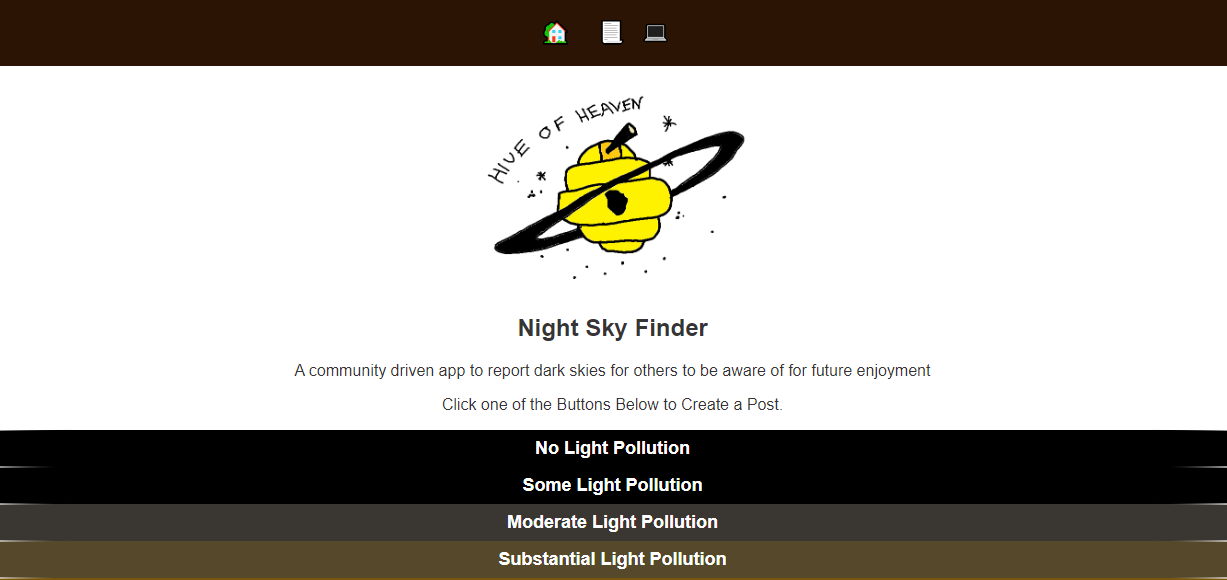 HIVE OF HEAVEN
Night Sky Finder
A community driven app to report dark skies for others to be aware of for future enjoyment
Click one of the Buttons Below to Create a Post.
No Light Pollution
Some Light Pollution
Moderate Light Pollution
Substantial Light Pollution